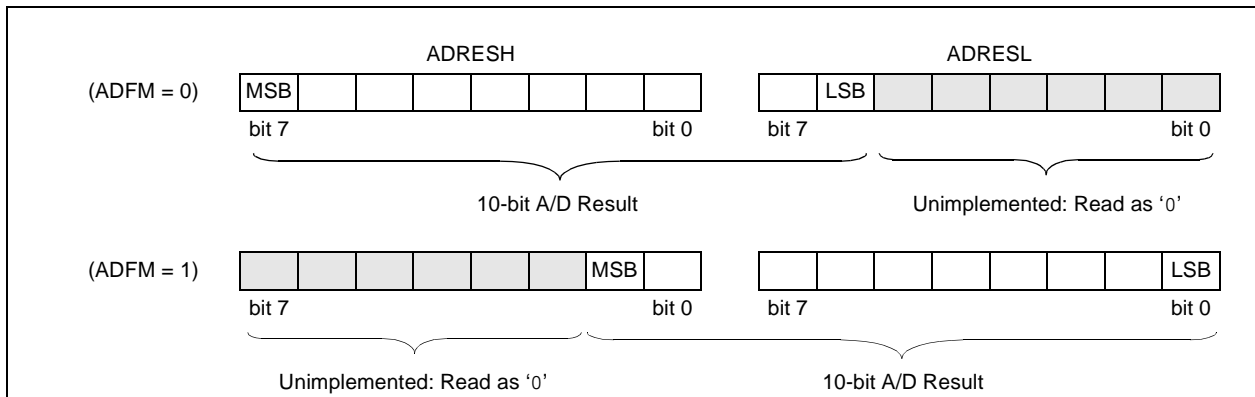 ADRESH ADRESL
(ADFM = 0) MSB LSB
bit 7 bit 0 bit 7 bit 0
10-bit A/D Result Unimplemented: Read as ‘0’
(ADFM = 1) MSB LSB
bit 7 bit 0 bit 7 bit 0
Unimplemented: Read as ‘0’ 10-bit A/D Result